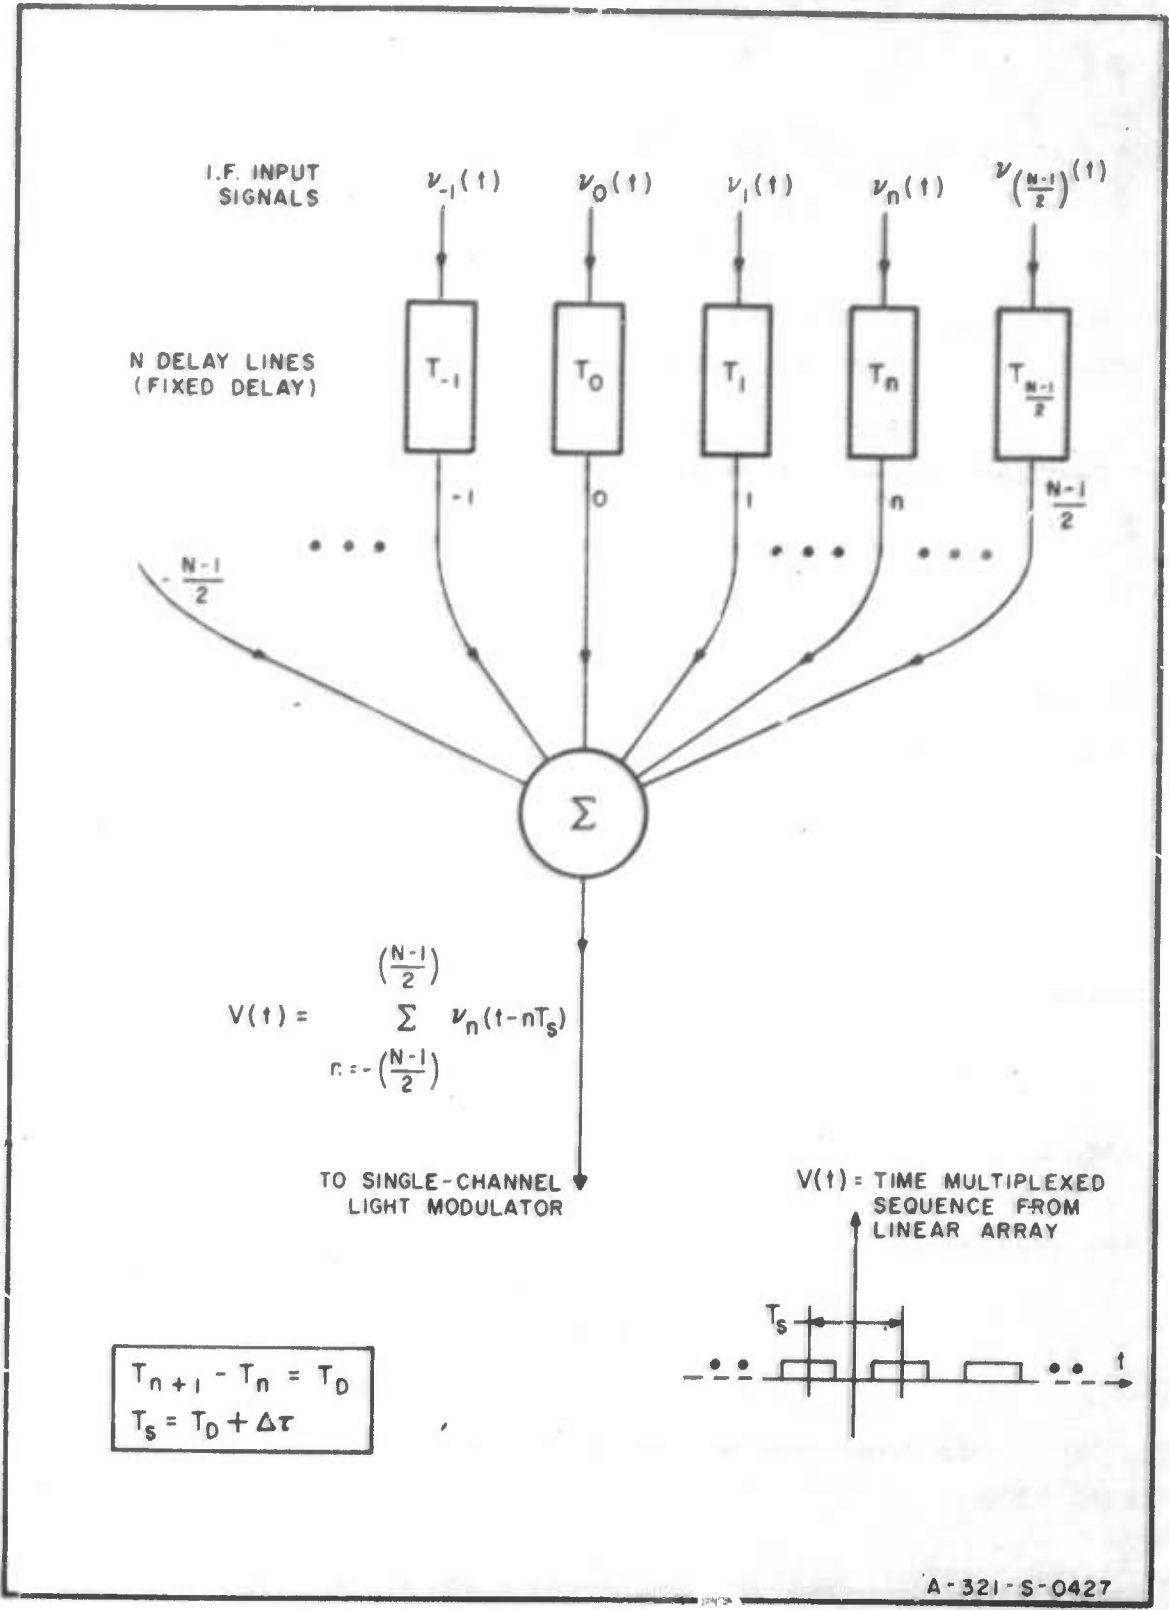 I.F. INPUT
SIGNALS
ν₋₁(t) ν₀(t) ν₁(t) νₙ(t) ν_((N-1)/2)(t)
N DELAY LINES
(FIXED DELAY)
T₋₁ T₀ T₁ Tₙ T_(N-1)/2
-1 0 1 n (N-1)/2
- (N-1)/2
Σ
((N-1)/2)
V(t) = Σ νₙ(t-nTₛ)
n=-((N-1)/2)
TO SINGLE-CHANNEL
LIGHT MODULATOR
V(t) = TIME MULTIPLEXED
SEQUENCE FROM
LINEAR ARRAY
Tₛ
t
Tₙ₊₁ - Tₙ = T_D
Tₛ = T_D + Δτ
A-321-S-0427